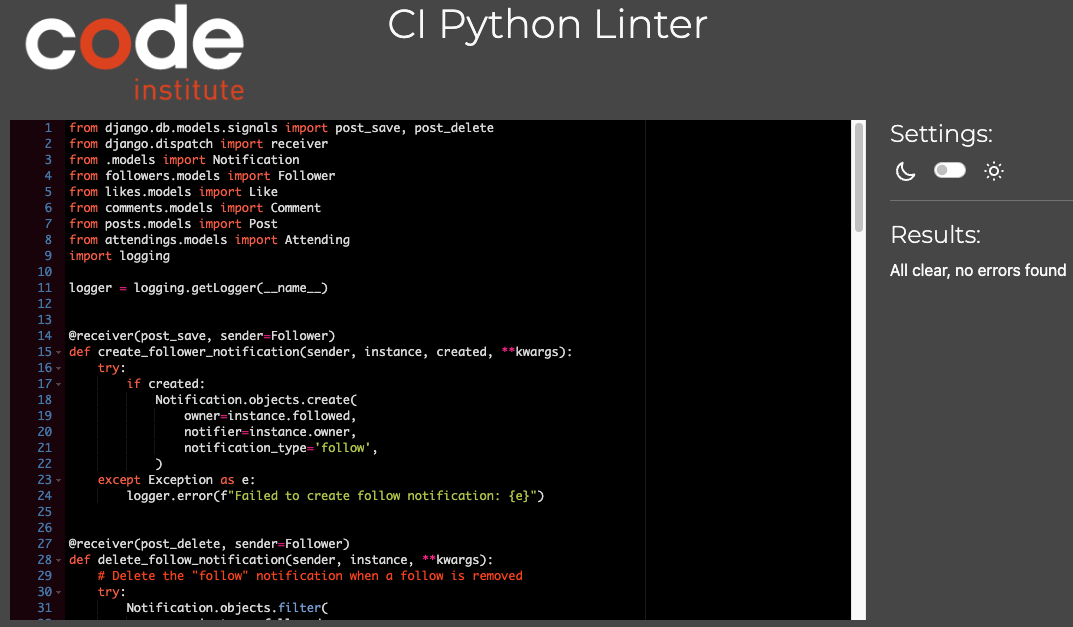 code
institute
CI Python Linter
1 from django.db.models.signals import post_save, post_delete
2 from django.dispatch import receiver
3 from .models import Notification
4 from followers.models import Follower
5 from likes.models import Like
6 from comments.models import Comment
7 from posts.models import Post
8 from attendings.models import Attending
9 import logging
10
11 logger = logging.getLogger(__name__)
12
13
14 @receiver(post_save, sender=Follower)
15 def create_follower_notification(sender, instance, created, **kwargs):
16     try:
17         if created:
18             Notification.objects.create(
19                 owner=instance.followed,
20                 notifier=instance.owner,
21                 notification_type='follow',
22             )
23     except Exception as e:
24         logger.error(f"Failed to create follow notification: {e}")
25
26
27 @receiver(post_delete, sender=Follower)
28 def delete_follow_notification(sender, instance, **kwargs):
29     # Delete the "follow" notification when a follow is removed
30     try:
31         Notification.objects.filter(
Settings:
Results:
All clear, no errors found